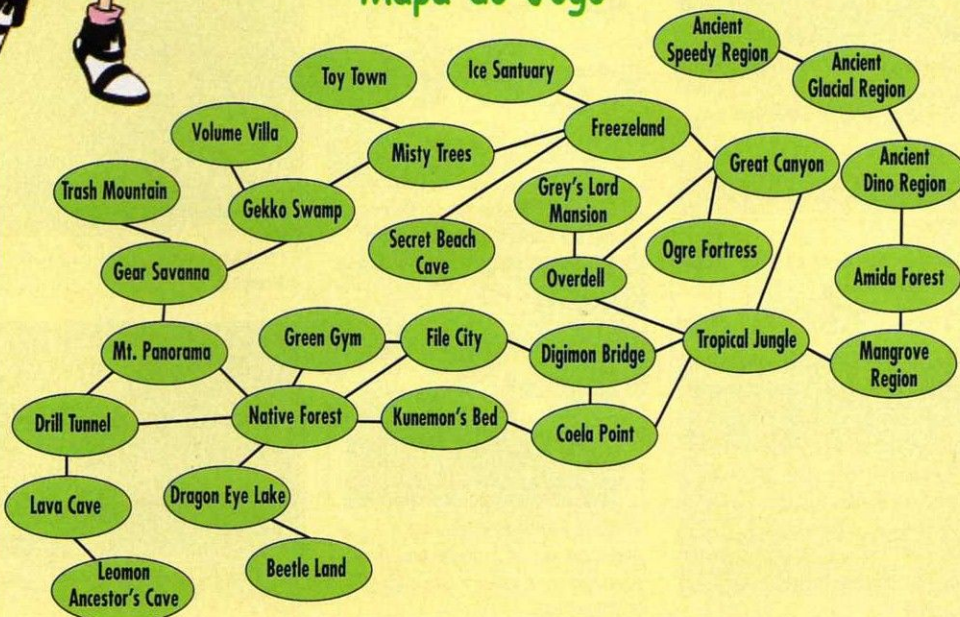 Mapa do Jogo
Ancient
Speedy Region
Toy Town
Ice Santuary
Ancient
Glacial Region
Volume Villa
Freezeland
Misty Trees
Great Canyon
Ancient
Dino Region
Trash Mountain
Grey's Lord
Mansion
Gekko Swamp
Secret Beach
Cave
Ogre Fortress
Gear Savanna
Overdell
Amida Forest
Mt. Panorama
Green Gym
File City
Digimon Bridge
Tropical Jungle
Mangrove
Region
Drill Tunnel
Native Forest
Kunemon's Bed
Coela Point
Lava Cave
Dragon Eye Lake
Leomon
Ancestor's Cave
Beetle Land